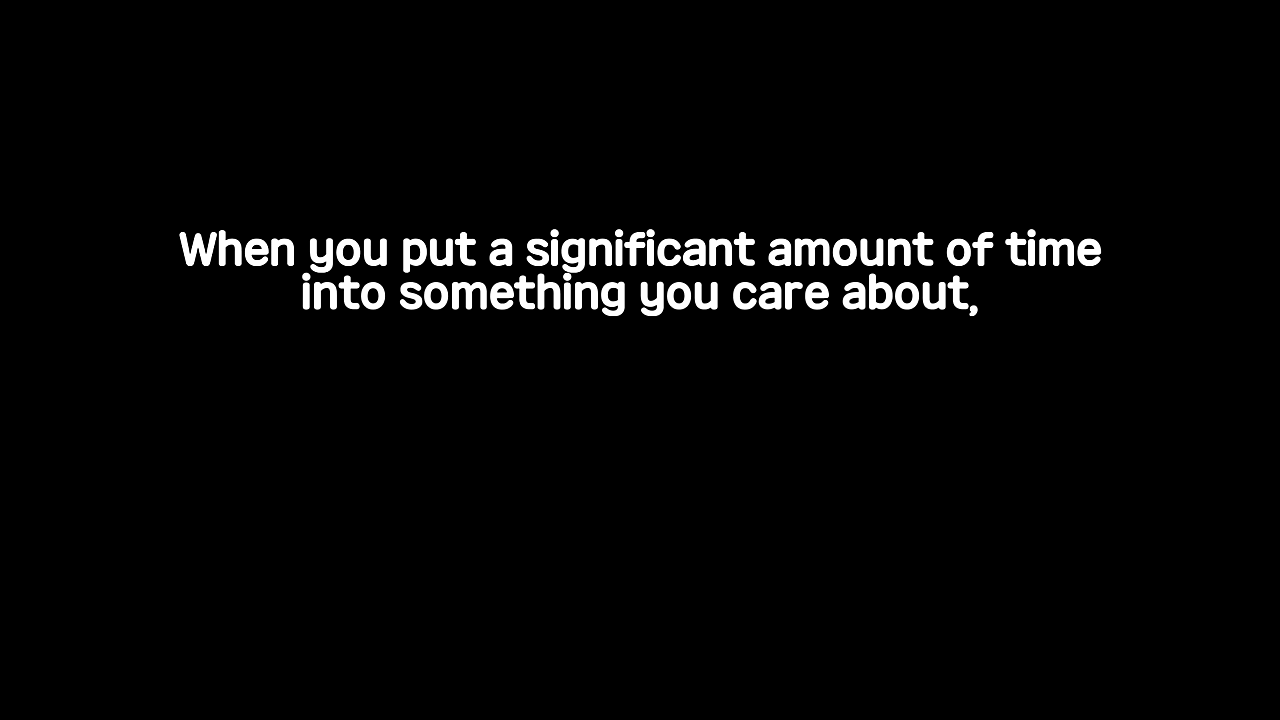 When you put a significant amount of time
into something you care about,